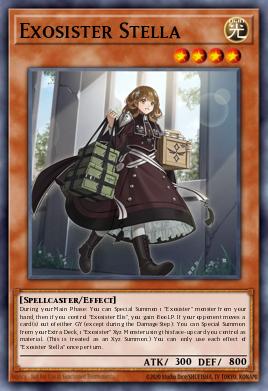 Exosister Stella
光
[Spellcaster/Effect]
During your Main Phase: You can Special Summon 1 "Exosister" monster from your
hand, then if you control "Exosister Elis", you gain 800 LP. If your opponent moves a
card(s) out of either GY (except during the Damage Step): You can Special Summon
from your Extra Deck, 1 "Exosister" Xyz Monster using this face-up card you control as
material. (This is treated as an Xyz Summon.) You can only use each effect of
"Exosister Stella" once per turn.
ATK/ 300 DEF/ 800